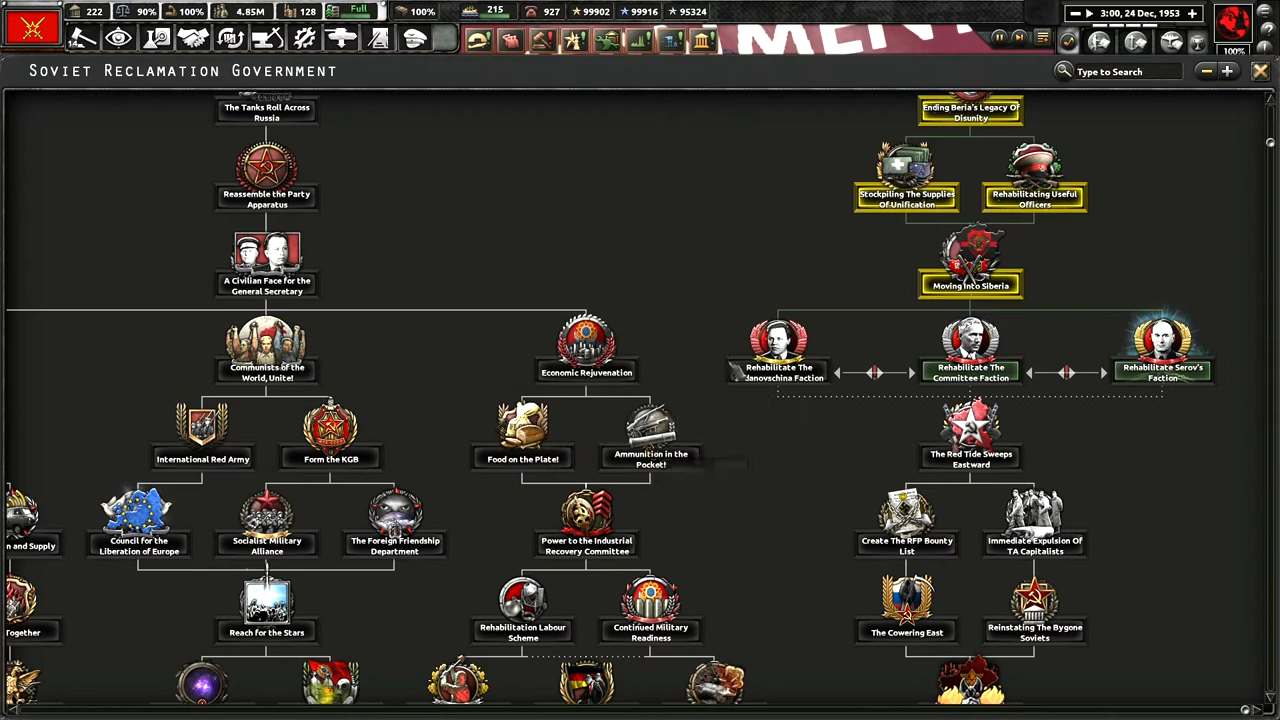 222
90%
100%
4.85M
128
Full
100%
215
927
99902
99916
95324
3:00, 24 Dec, 1953
14
MEN
100%
SOVIET RECLAMATION GOVERNMENT
Type to Search
The Tanks Roll Across
Russia
Ending Beria's Legacy Of
Disunity
Reassemble the Party
Apparatus
Stockpiling The Supplies
Of Unification
Rehabilitating Useful
Officers
A Civilian Face for the
General Secretary
Moving Into Siberia
Communists of the
World, Unite!
Economic Rejuvenation
Rehabilitate The
danovschina Faction
Rehabilitate The
Committee Faction
Rehabilitate Serov's
Faction
International Red Army
Form the KGB
Food on the Plate!
Ammunition in the
Pocket!
The Red Tide Sweeps
Eastward
n and Supply
Council for the
Liberation of Europe
Socialist Military
Alliance
The Foreign Friendship
Department
Power to the Industrial
Recovery Committee
Create The RFP Bounty
List
Immediate Expulsion Of
TA Capitalists
Together
Reach for the Stars
Rehabilitation Labour
Scheme
Continued Military
Readiness
The Cowering East
Reinstating The Bygone
Soviets